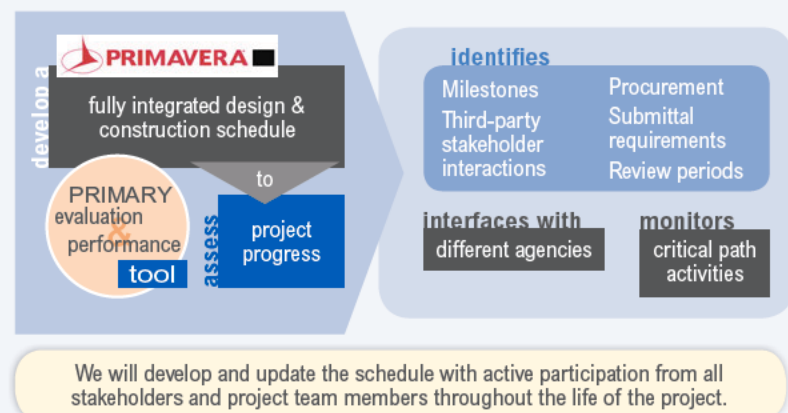 develop a
PRIMAVERA
fully integrated design &
construction schedule
to
assess
project
progress
PRIMARY
evaluation
&
performance
tool
identifies
Milestones
Third-party
stakeholder
interactions
Procurement
Submittal
requirements
Review periods
interfaces with
different agencies
monitors
critical path
activities
We will develop and update the schedule with active participation from all
stakeholders and project team members throughout the life of the project.